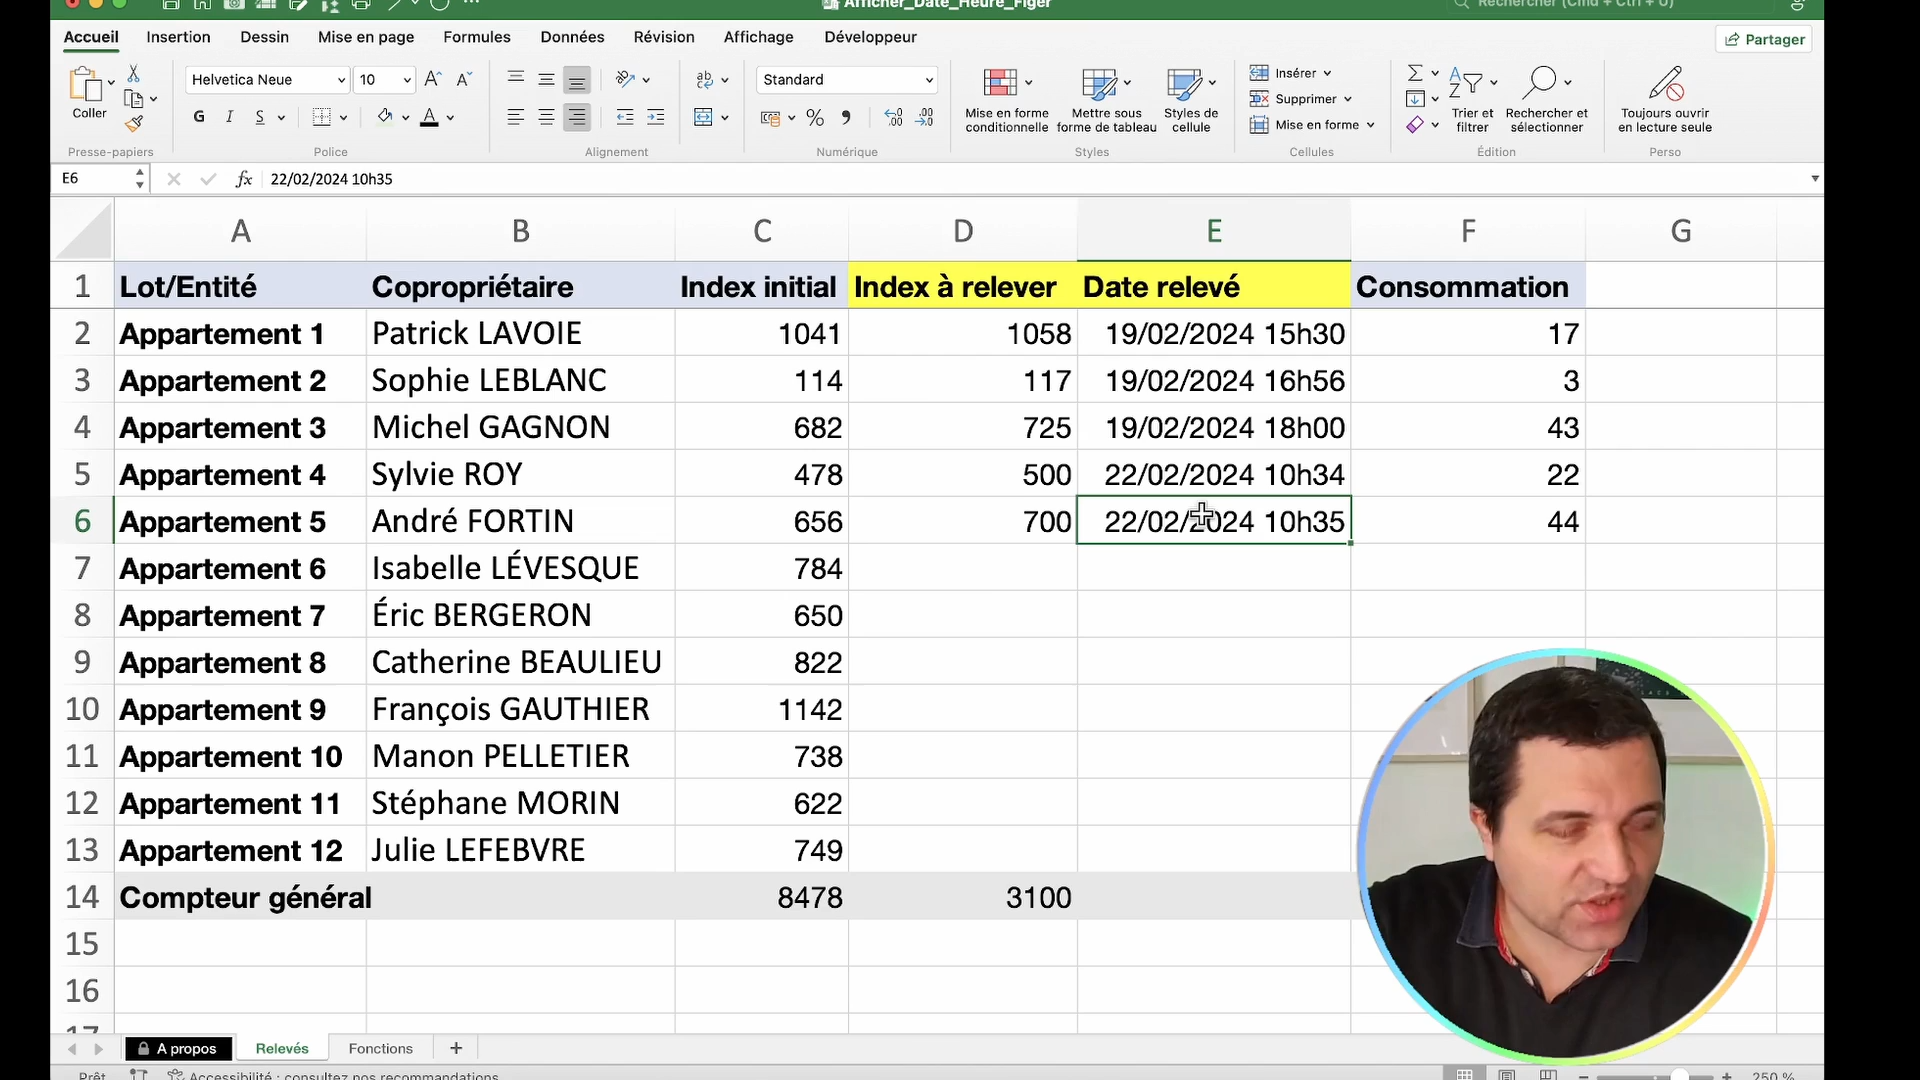 Afficher_Date_Heure_Figer
Rechercher (Cmd + Ctrl + U)
Accueil Insertion Dessin Mise en page Formules Données Révision Affichage Développeur
Partager
Coller
Presse-papiers
Helvetica Neue 10
G I S
Police
Alignement
Standard
Numérique
Mise en forme conditionnelle
Mettre sous forme de tableau
Styles de cellule
Styles
Insérer
Supprimer
Mise en forme
Cellules
Trier et filtrer
Rechercher et sélectionner
Édition
Toujours ouvrir en lecture seule
Perso
E6 fx 22/02/2024 10h35
A B C D E F G
1 Lot/Entité Copropriétaire Index initial Index à relever Date relevé Consommation
2 Appartement 1 Patrick LAVOIE 1041 1058 19/02/2024 15h30 17
3 Appartement 2 Sophie LEBLANC 114 117 19/02/2024 16h56 3
4 Appartement 3 Michel GAGNON 682 725 19/02/2024 18h00 43
5 Appartement 4 Sylvie ROY 478 500 22/02/2024 10h34 22
6 Appartement 5 André FORTIN 656 700 22/02/2024 10h35 44
7 Appartement 6 Isabelle LÉVESQUE 784
8 Appartement 7 Éric BERGERON 650
9 Appartement 8 Catherine BEAULIEU 822
10 Appartement 9 François GAUTHIER 1142
11 Appartement 10 Manon PELLETIER 738
12 Appartement 11 Stéphane MORIN 622
13 Appartement 12 Julie LEFEBVRE 749
14 Compteur général 8478 3100
15
16
17
A propos Relevés Fonctions +
Prêt Accessibilité : consultez nos recommandations 250 %